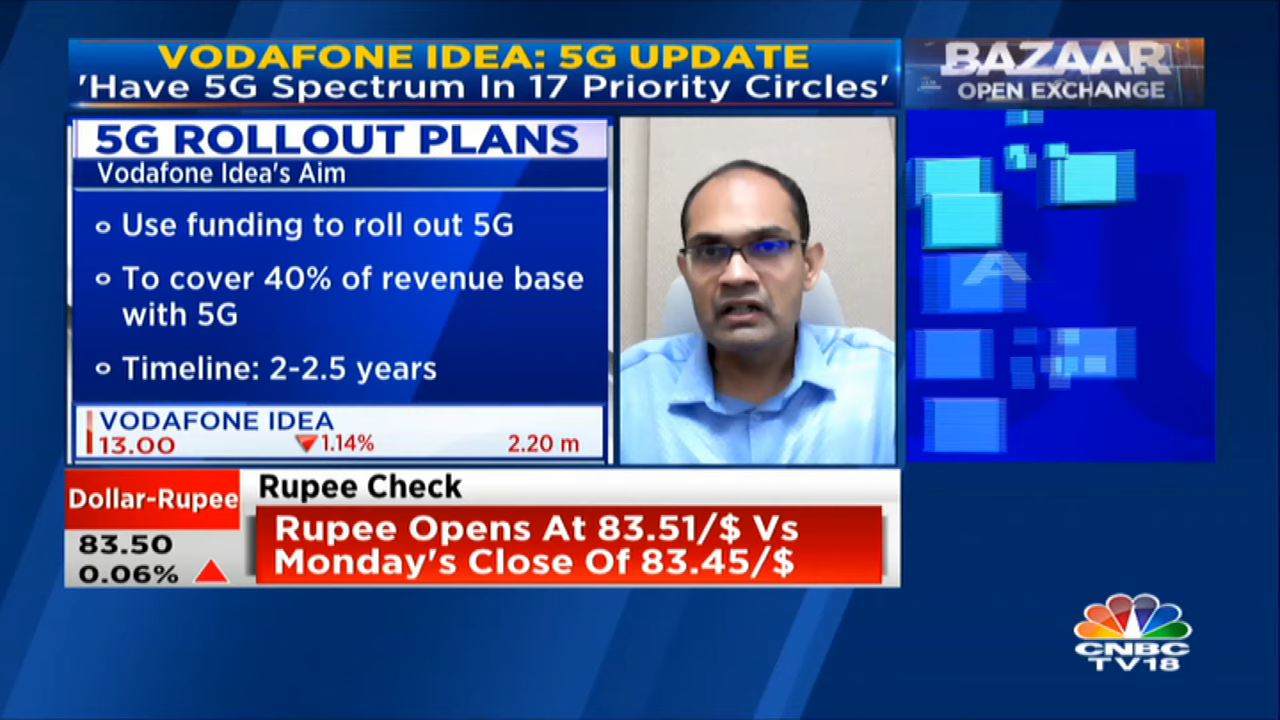 VODAFONE IDEA: 5G UPDATE
'Have 5G Spectrum In 17 Priority Circles'
BAZAAR
OPEN EXCHANGE
5G ROLLOUT PLANS
Vodafone Idea's Aim
Use funding to roll out 5G
To cover 40% of revenue base
with 5G
Timeline: 2-2.5 years
VODAFONE IDEA
13.00 ▼1.14% 2.20 m
Dollar-Rupee
83.50
0.06% ▲
Rupee Check
Rupee Opens At 83.51/$ Vs
Monday's Close Of 83.45/$
A
CNBC
TV18